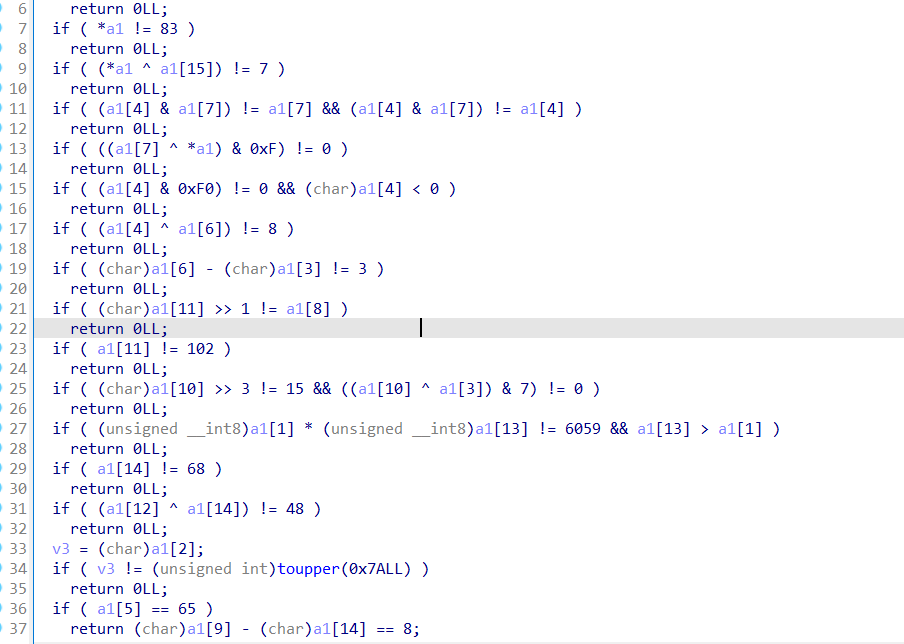 6 return 0LL;
7 if ( *a1 != 83 )
8 return 0LL;
9 if ( (*a1 ^ a1[15]) != 7 )
10 return 0LL;
11 if ( (a1[4] & a1[7]) != a1[7] && (a1[4] & a1[7]) != a1[4] )
12 return 0LL;
13 if ( ((a1[7] ^ *a1) & 0xF) != 0 )
14 return 0LL;
15 if ( (a1[4] & 0xF0) != 0 && (char)a1[4] < 0 )
16 return 0LL;
17 if ( (a1[4] ^ a1[6]) != 8 )
18 return 0LL;
19 if ( (char)a1[6] - (char)a1[3] != 3 )
20 return 0LL;
21 if ( (char)a1[11] >> 1 != a1[8] )
22 return 0LL;
23 if ( a1[11] != 102 )
24 return 0LL;
25 if ( (char)a1[10] >> 3 != 15 && ((a1[10] ^ a1[3]) & 7) != 0 )
26 return 0LL;
27 if ( (unsigned __int8)a1[1] * (unsigned __int8)a1[13] != 6059 && a1[13] > a1[1] )
28 return 0LL;
29 if ( a1[14] != 68 )
30 return 0LL;
31 if ( (a1[12] ^ a1[14]) != 48 )
32 return 0LL;
33 v3 = (char)a1[2];
34 if ( v3 != (unsigned int)toupper(0x7ALL) )
35 return 0LL;
36 if ( a1[5] == 65 )
37 return (char)a1[9] - (char)a1[14] == 8;